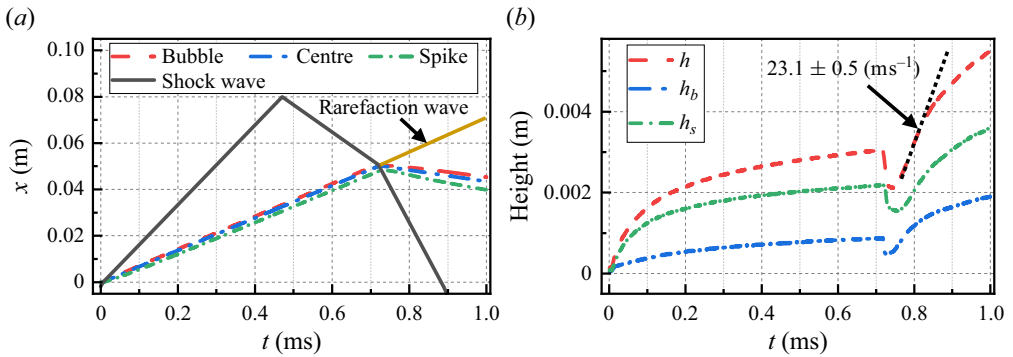 (a)
0.10
0.08
0.06
0.04
0.02
0
x (m)
Bubble Centre Spike
Shock wave
Rarefaction wave
0 0.2 0.4 0.6 0.8 1.0
t (ms)
(b)
0.004
0.002
0
Height (m)
h
h_b
h_s
23.1 ± 0.5 (ms⁻¹)
0 0.2 0.4 0.6 0.8 1.0
t (ms)